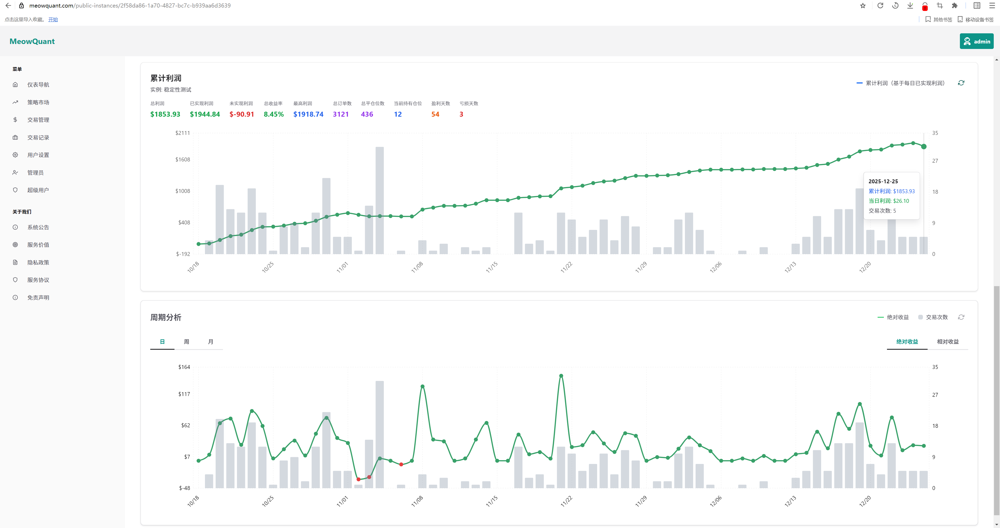 meowquant.com/public-instances/2f58da86-1a70-4827-bc7c-b939aa6d3639
点击这里导入收藏。 开始
其他书签 移动设备书签
MeowQuant
admin
菜单
仪表导航
策略市场
交易管理
交易记录
用户设置
管理员
超级用户
关于我们
系统公告
服务价值
隐私政策
服务协议
免责声明
累计利润
实例: 稳定性测试
累计利润（基于每日已实现利润）
总利润 已实现利润 未实现利润 总收益率 最高利润 总订单数 总平仓位数 当前持有仓位 盈利天数 亏损天数
$1853.93 $1944.84 $-90.91 8.45% $1918.74 3121 436 12 54 3
$2111
$1608
$1008
$408
$-192
35
27
18
9
0
2025-12-25
累计利润: $1853.93
当日利润: $26.10
交易次数: 5
10/18 10/25 11/01 11/08 11/15 11/22 11/29 12/06 12/13 12/20
周期分析
绝对收益 交易次数
日 周 月
绝对收益 相对收益
$164
$117
$62
$7
$-48
35
27
18
9
0
10/18 10/25 11/01 11/08 11/15 11/22 11/29 12/06 12/13 12/20